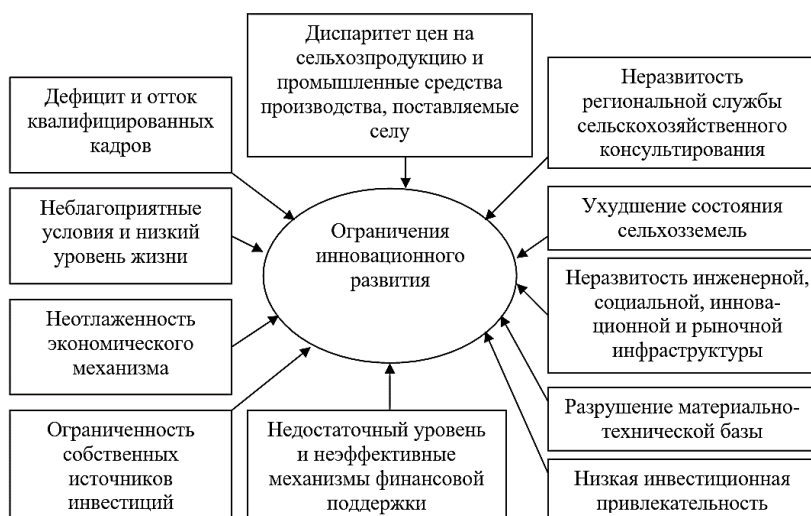 Диспаритет цен на
сельхозпродукцию и
промышленные средства
производства, поставляемые
селу
Дефицит и отток
квалифицированных
кадров
Неразвитость
региональной службы
сельскохозяйственного
консультирования
Неблагоприятные
условия и низкий
уровень жизни
Ограничения
инновационного
развития
Ухудшение состояния
сельхозземель
Неотлаженность
экономического
механизма
Неразвитость инженерной,
социальной, иннова-
ционной и рыночной
инфраструктуры
Ограниченность
собственных
источников
инвестиций
Недостаточный уровень
и неэффективные
механизмы финансовой
поддержки
Разрушение материально-
технической базы
Низкая инвестиционная
привлекательность